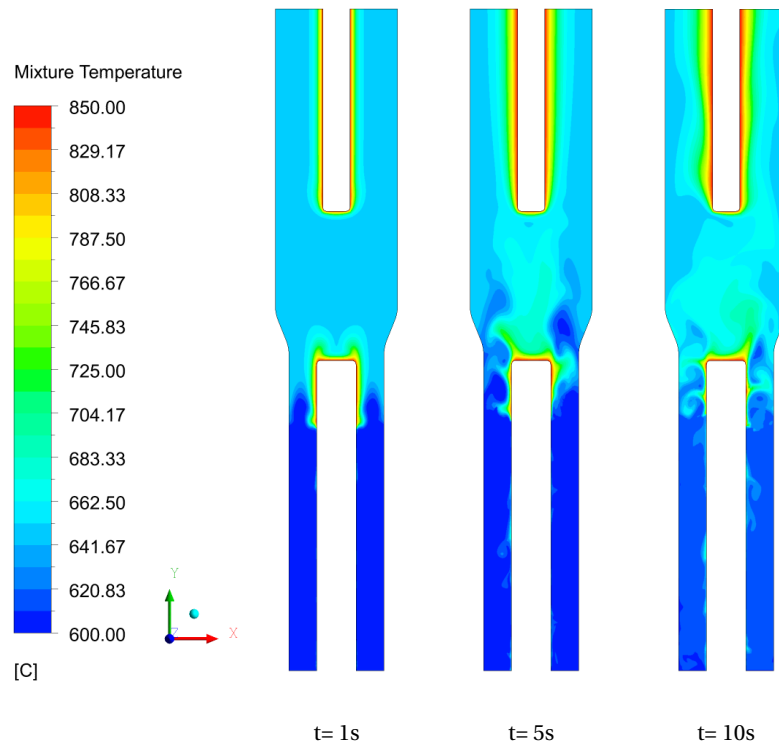 Mixture Temperature
850.00
829.17
808.33
787.50
766.67
745.83
725.00
704.17
683.33
662.50
641.67
620.83
600.00
[C]
Y
Z
X
t= 1s
t= 5s
t= 10s